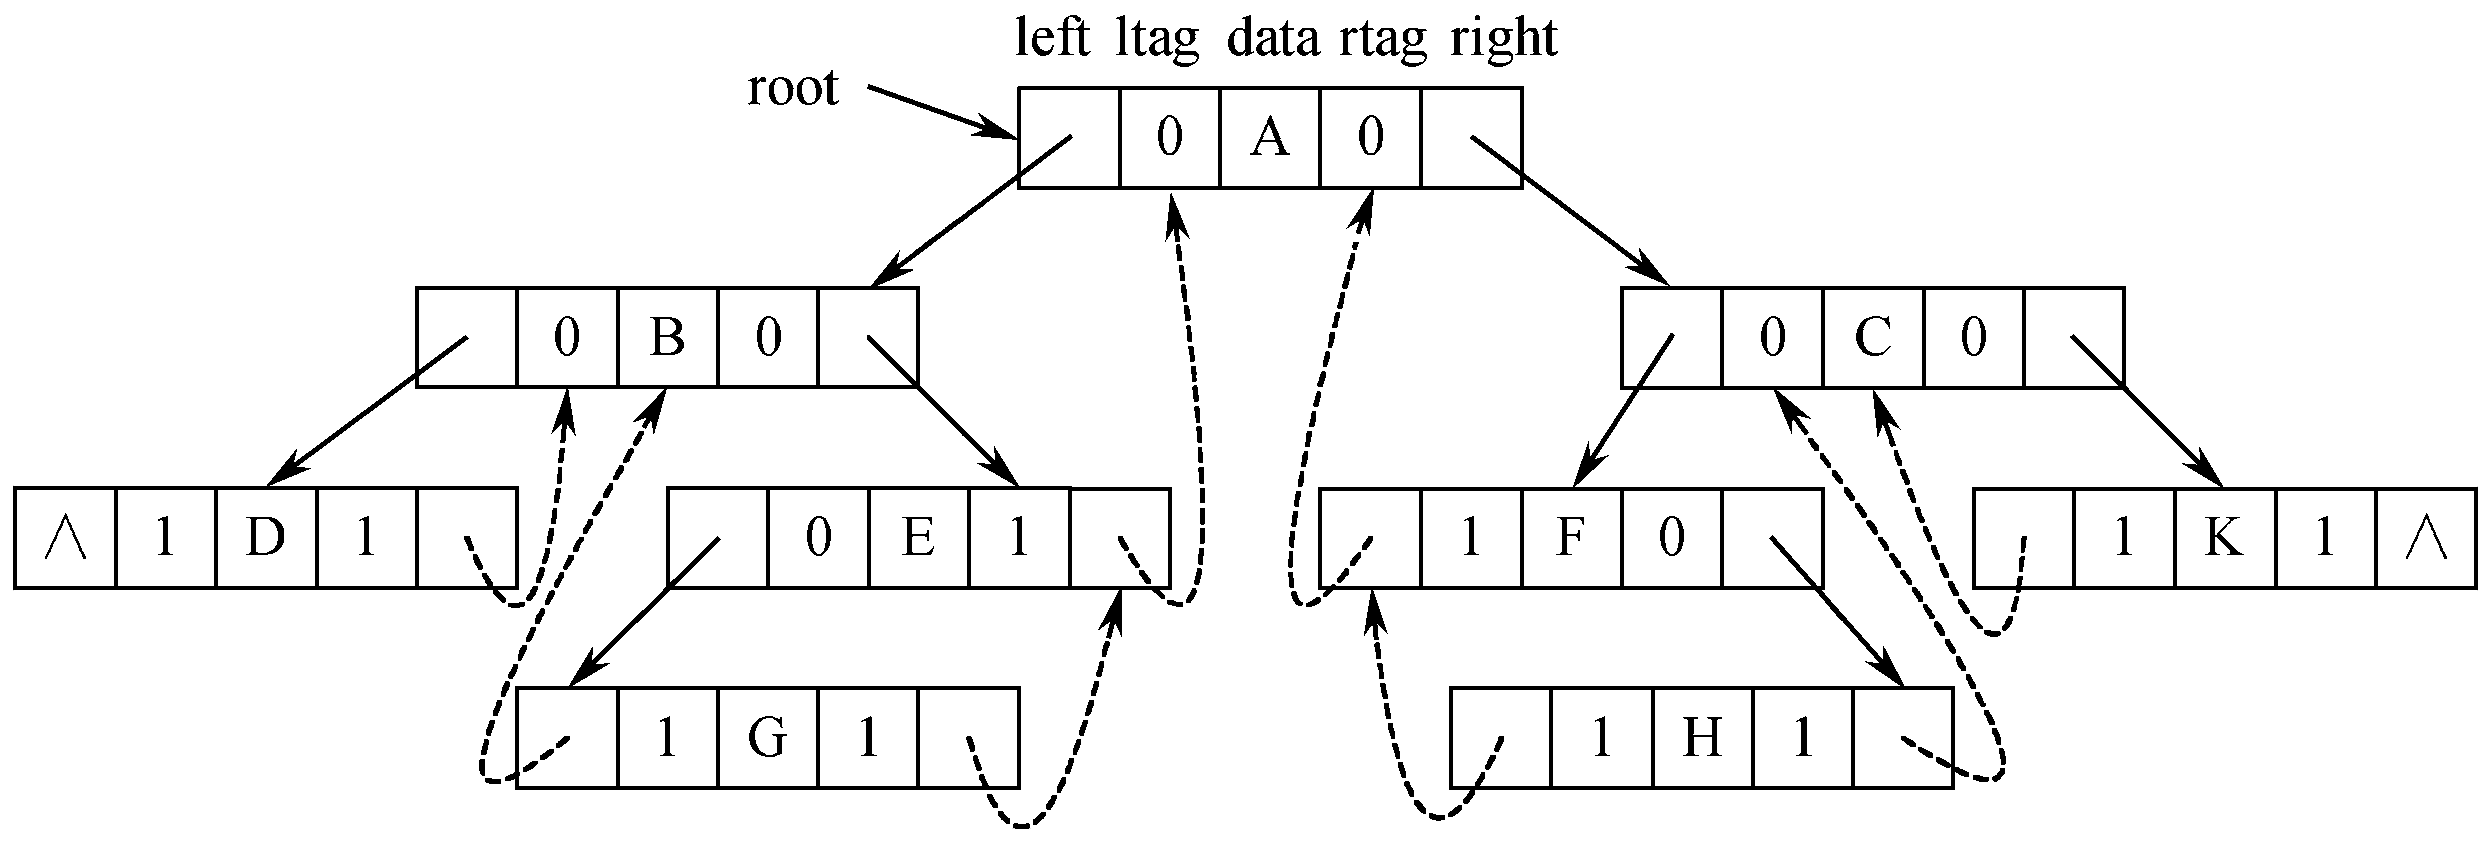 left ltag data rtag right
root
0 A 0
0 B 0 0 C 0
∧ 1 D 1 0 E 1 1 F 0 1 K 1 ∧
1 G 1 1 H 1